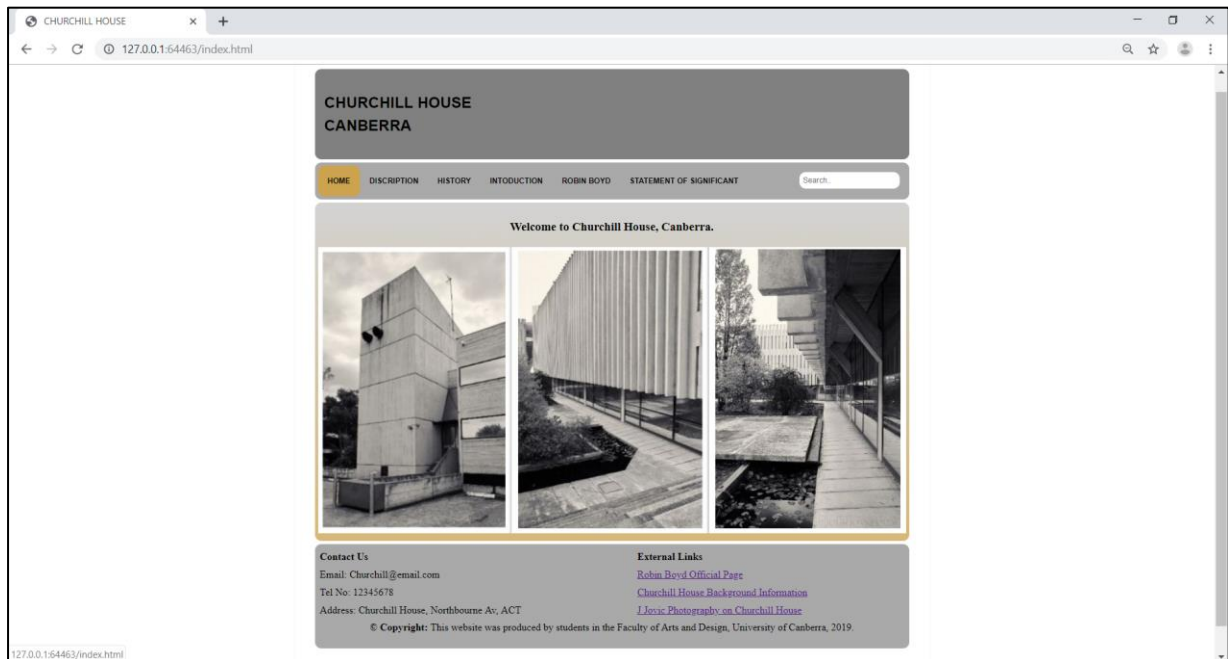 CHURCHILL HOUSE
127.0.0.1:64463/index.html
CHURCHILL HOUSE
CANBERRA
HOME DISCRIPTION HISTORY INTODUCTION ROBIN BOYD STATEMENT OF SIGNIFICANT Search..
Welcome to Churchill House, Canberra.
Contact Us
Email: Churchill@email.com
Tel No: 12345678
Address: Churchill House, Northbourne Av, ACT
External Links
Robin Boyd Official Page
Churchill House Background Information
J Jovic Photography on Churchill House
© Copyright: This website was produced by students in the Faculty of Arts and Design, University of Canberra, 2019.
127.0.0.1:64463/index.html